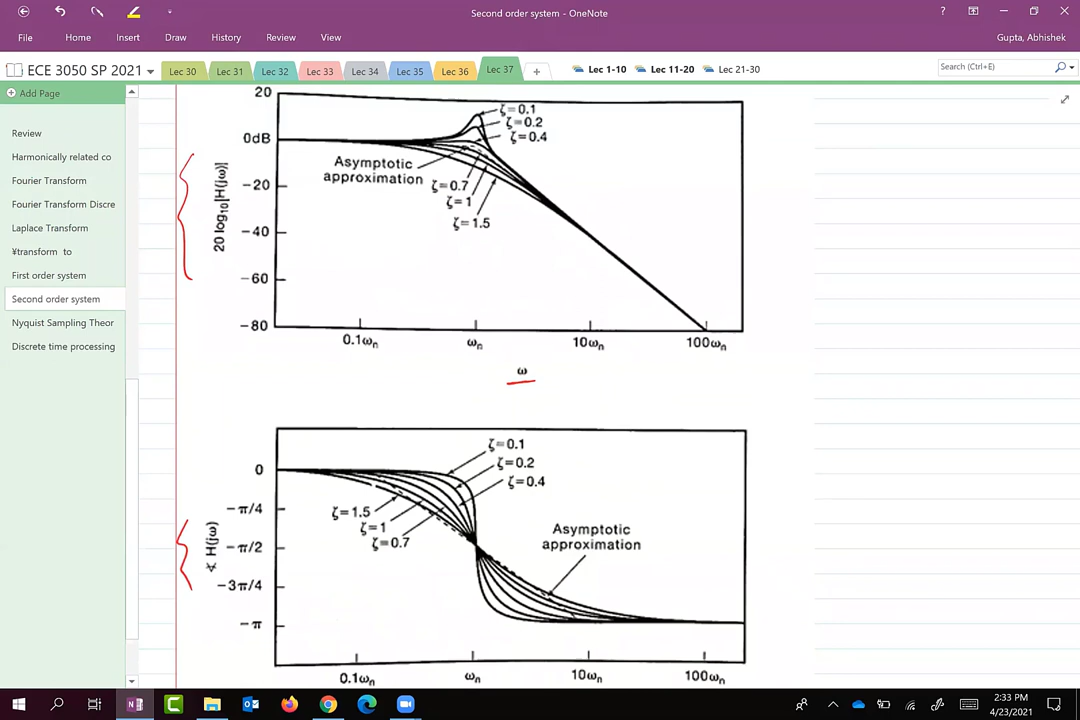 Second order system - OneNote
?
File Home Insert Draw History Review View
Gupta, Abhishek
ECE 3050 SP 2021
Lec 30 Lec 31 Lec 32 Lec 33 Lec 34 Lec 35 Lec 36 Lec 37 +
Lec 1-10 Lec 11-20 Lec 21-30
Search (Ctrl+E)
Add Page
Review
Harmonically related co
Fourier Transform
Fourier Transform Discre
Laplace Transform
¥transform to
First order system
Second order system
Nyquist Sampling Theor
Discrete time processing
20
0dB
-20
-40
-60
-80
20 log₁₀|H(jω)|
ζ=0.1
ζ=0.2
ζ=0.4
Asymptotic
approximation
ζ=0.7
ζ=1
ζ=1.5
0.1ωₙ ωₙ 10ωₙ 100ωₙ
ω
0
-π/4
-π/2
-3π/4
-π
∢ H(jω)
ζ=0.1
ζ=0.2
ζ=0.4
ζ=1.5
ζ=1
ζ=0.7
Asymptotic
approximation
0.1ωₙ ωₙ 10ωₙ 100ωₙ
2:33 PM
4/23/2021